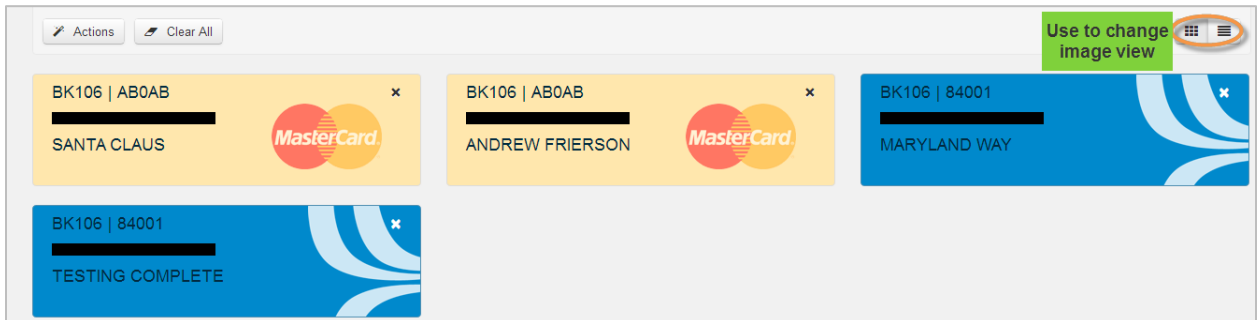 Actions
Clear All
Use to change
image view
BK106 | AB0AB
SANTA CLAUS
MasterCard.
BK106 | AB0AB
ANDREW FRIERSON
MasterCard.
BK106 | 84001
MARYLAND WAY
BK106 | 84001
TESTING COMPLETE